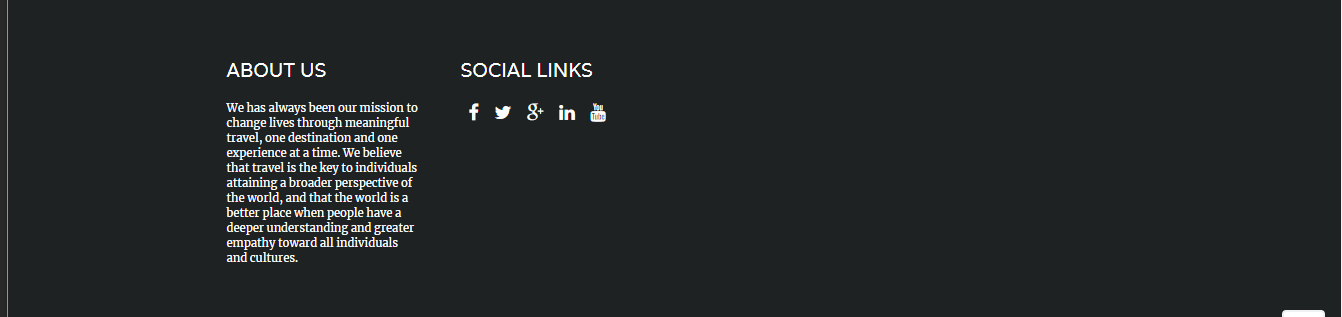 ABOUT US
We has always been our mission to
change lives through meaningful
travel, one destination and one
experience at a time. We believe
that travel is the key to individuals
attaining a broader perspective of
the world, and that the world is a
better place when people have a
deeper understanding and greater
empathy toward all individuals
and cultures.
SOCIAL LINKS
f g+ in You Tube